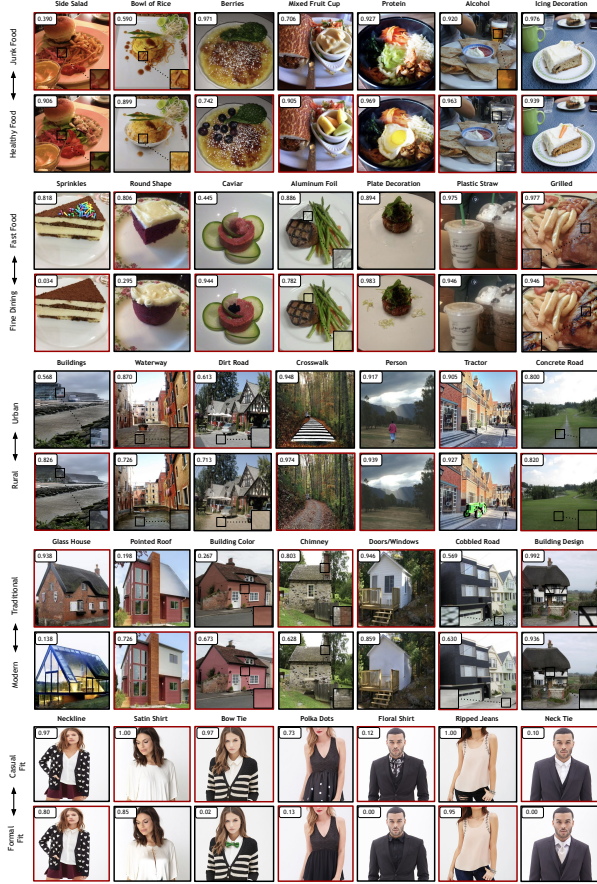 Side Salad Bowl of Rice Berries Mixed Fruit Cup Protein Alcohol Icing Decoration
Junk Food
0.390 0.590 0.971 0.706 0.927 0.920 0.976
Healthy Food
0.906 0.899 0.742 0.905 0.969 0.963 0.939
Sprinkles Round Shape Caviar Aluminum Foil Plate Decoration Plastic Straw Grilled
Fast Food
0.818 0.806 0.445 0.886 0.894 0.975 0.977
Fine Dining
0.034 0.295 0.944 0.782 0.983 0.946 0.946
Buildings Waterway Dirt Road Crosswalk Person Tractor Concrete Road
Urban
0.568 0.870 0.613 0.948 0.917 0.905 0.800
Rural
0.826 0.726 0.713 0.974 0.939 0.927 0.820
Glass House Pointed Roof Building Color Chimney Doors/Windows Cobbled Road Building Design
Traditional
0.938 0.198 0.267 0.803 0.946 0.569 0.992
Modern
0.138 0.726 0.673 0.628 0.859 0.630 0.936
Neckline Satin Shirt Bow Tie Polka Dots Floral Shirt Ripped Jeans Neck Tie
Casual
Fit
0.97 1.00 0.97 0.73 0.12 1.00 0.10
Formal
Fit
0.80 0.85 0.02 0.13 0.00 0.95 0.00